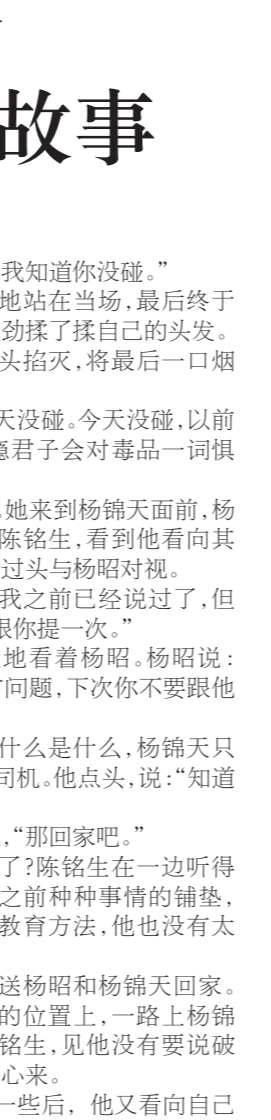 故事
我知道你没碰。”
地站在当场,最后终于
劲揉了揉自己的头发。
头掐灭,将最后一口烟
天没碰。今天没碰,以前
瘾君子会对毒品一词惧
她来到杨锦天面前,杨
陈铭生,看到他看向其
过头与杨昭对视。
我之前已经说过了,但
跟你提一次。”
地看着杨昭。杨昭说:
问题,下次你不要跟他
什么是什么,杨锦天只
司机。他点头,说:“知道
,“那回家吧。”
了?陈铭生在一边听得
之前种种事情的铺垫,
教育方法,他也没有太
送杨昭和杨锦天回家。
的位置上,一路上杨锦
铭生,见他没有要说破
心来。
一些后, 他又看向自己